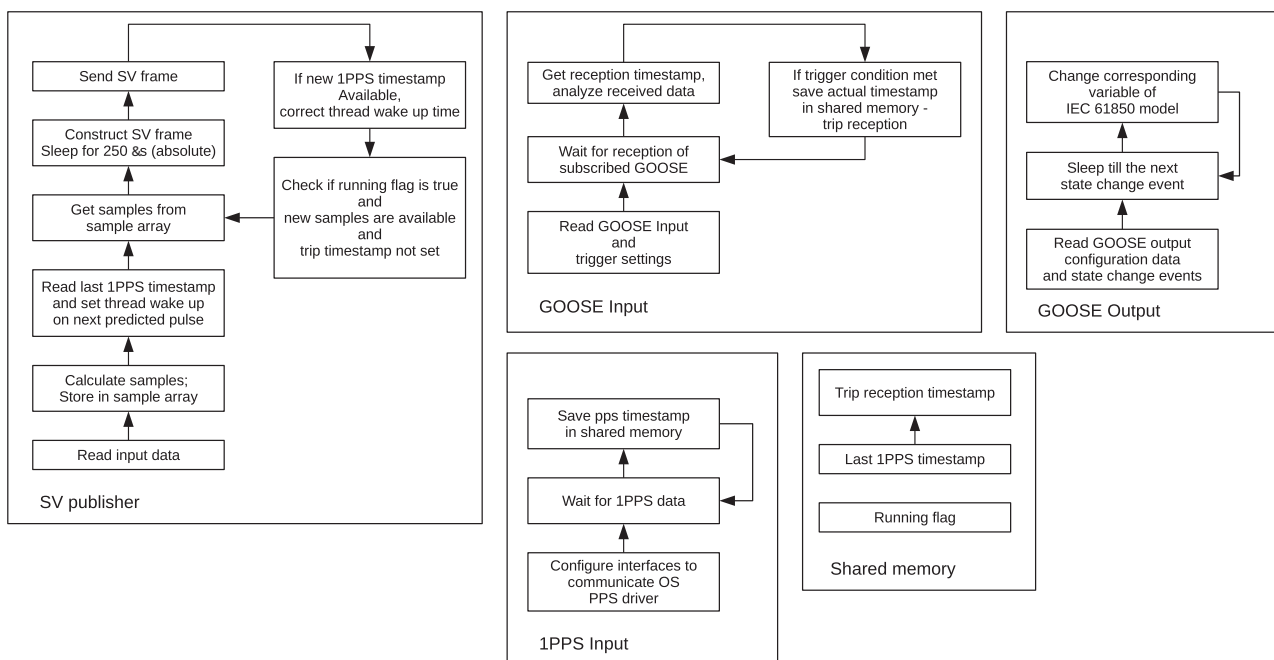 Send SV frame
If new 1PPS timestamp
Available,
correct thread wake up time
Construct SV frame
Sleep for 250 &s (absolute)
Check if running flag is true
and
new samples are available
and
trip timestamp not set
Get samples from
sample array
Read last 1PPS timestamp
and set thread wake up
on next predicted pulse
Calculate samples;
Store in sample array
Read input data
SV publisher
Get reception timestamp,
analyze received data
If trigger condition met
save actual timestamp
in shared memory -
trip reception
Wait for reception of
subscribed GOOSE
Read GOOSE Input
and
trigger settings
GOOSE Input
Change corresponding
variable of
IEC 61850 model
Sleep till the next
state change event
Read GOOSE output
configuration data
and state change events
GOOSE Output
Save pps timestamp
in shared memory
Wait for 1PPS data
Configure interfaces to
communicate OS
PPS driver
1PPS Input
Trip reception timestamp
Last 1PPS timestamp
Running flag
Shared memory